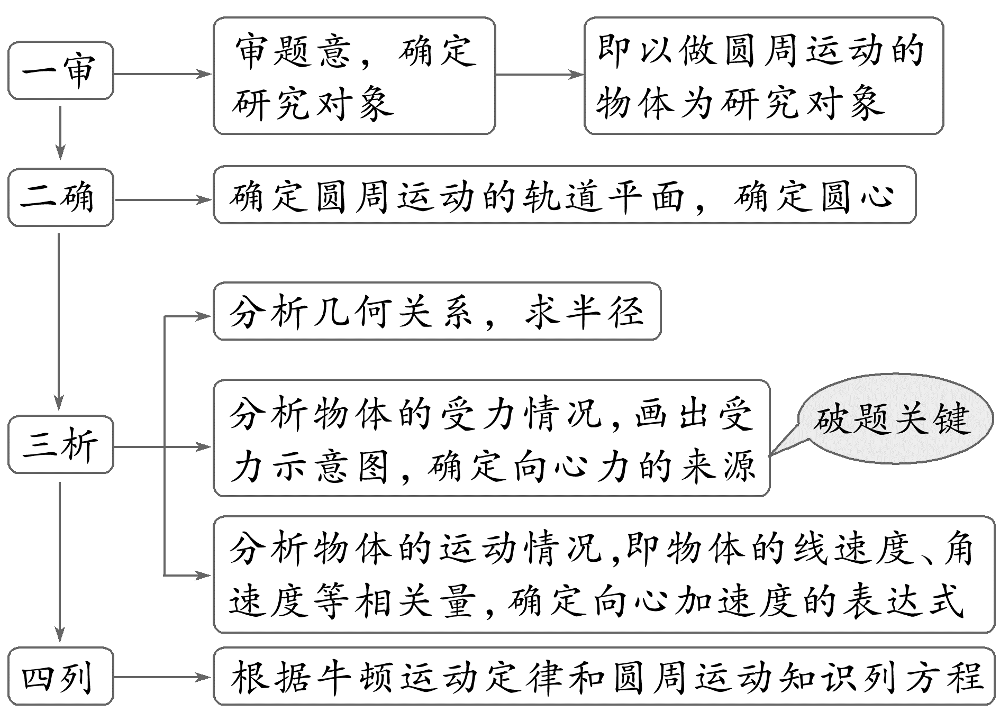 一审
审题意，确定
研究对象
即以做圆周运动的
物体为研究对象
二确
确定圆周运动的轨道平面，确定圆心
三析
分析几何关系，求半径
分析物体的受力情况，画出受
力示意图，确定向心力的来源
破题关键
分析物体的运动情况，即物体的线速度、角
速度等相关量，确定向心加速度的表达式
四列
根据牛顿运动定律和圆周运动知识列方程